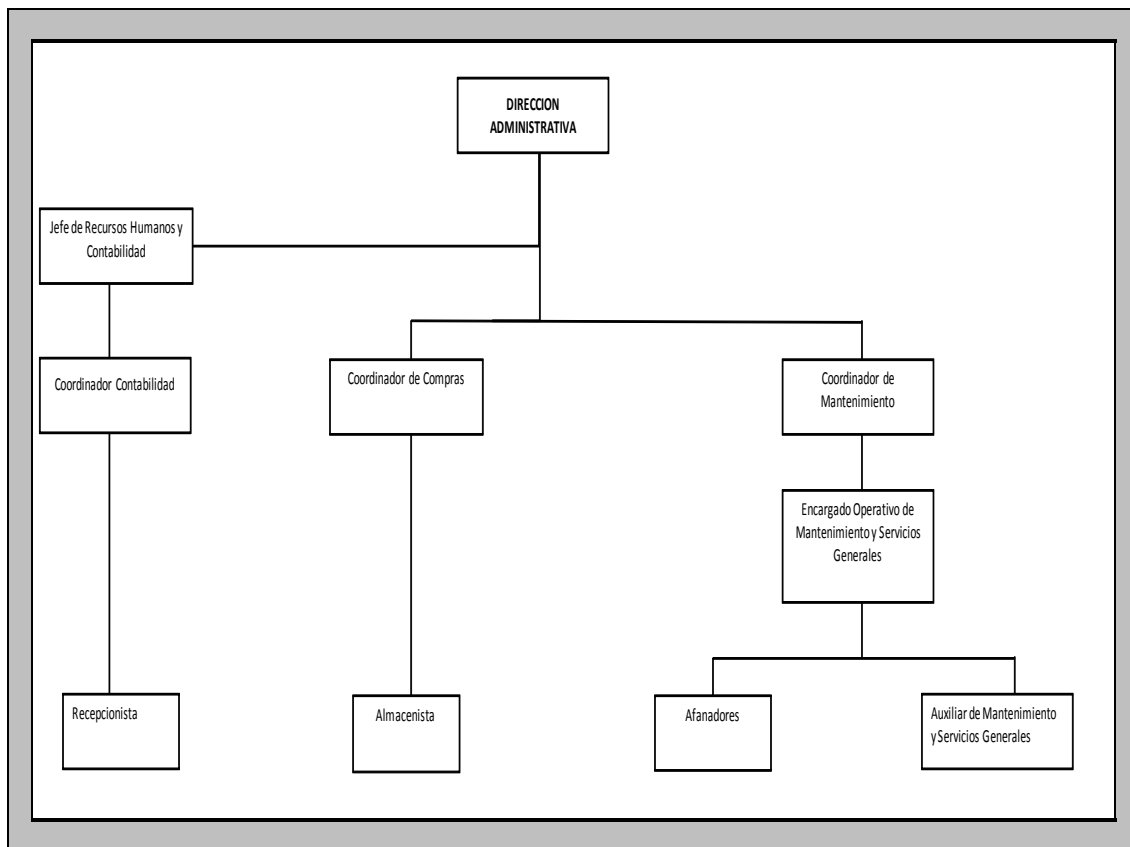 DIRECCION
ADMINISTRATIVA
Jefe de Recursos Humanos y
Contabilidad
Coordinador Contabilidad
Coordinador de Compras
Coordinador de
Mantenimiento
Encargado Operativo de
Mantenimiento y Servicios
Generales
Recepcionista
Almacenista
Afanadores
Auxiliar de Mantenimiento
y Servicios Generales